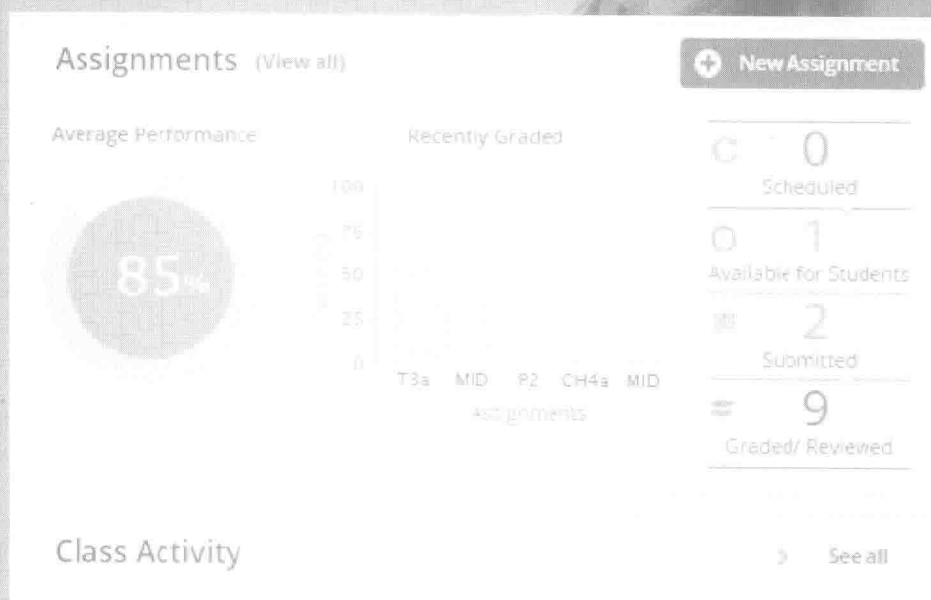 Assignments (View all)
New Assignment
Average Performance
Recently Graded
85%
100
75
50
25
0
T3a MID P2 CH4a MID
Assignments
0
Scheduled
1
Available for Students
2
Submitted
9
Graded/ Reviewed
Class Activity
See all